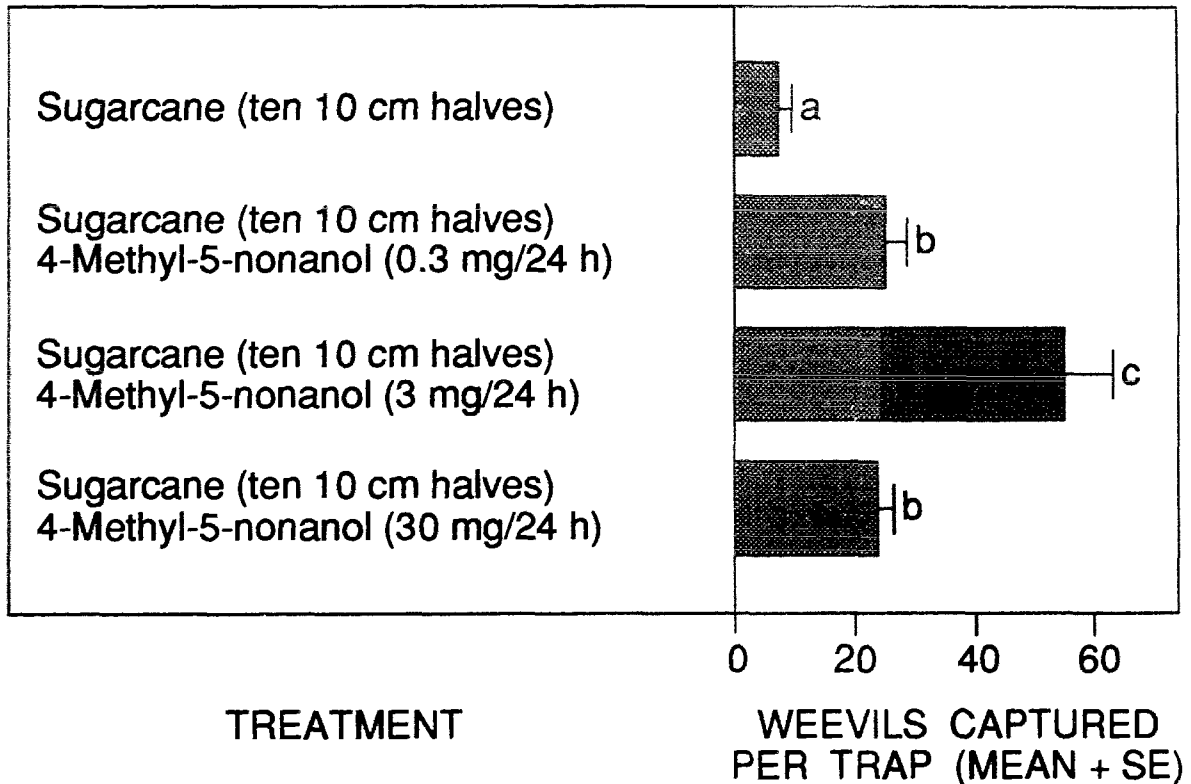 Sugarcane (ten 10 cm halves)
a
Sugarcane (ten 10 cm halves)
4-Methyl-5-nonanol (0.3 mg/24 h)
b
Sugarcane (ten 10 cm halves)
4-Methyl-5-nonanol (3 mg/24 h)
c
Sugarcane (ten 10 cm halves)
4-Methyl-5-nonanol (30 mg/24 h)
b
0 20 40 60
TREATMENT
WEEVILS CAPTURED
PER TRAP (MEAN + SE)